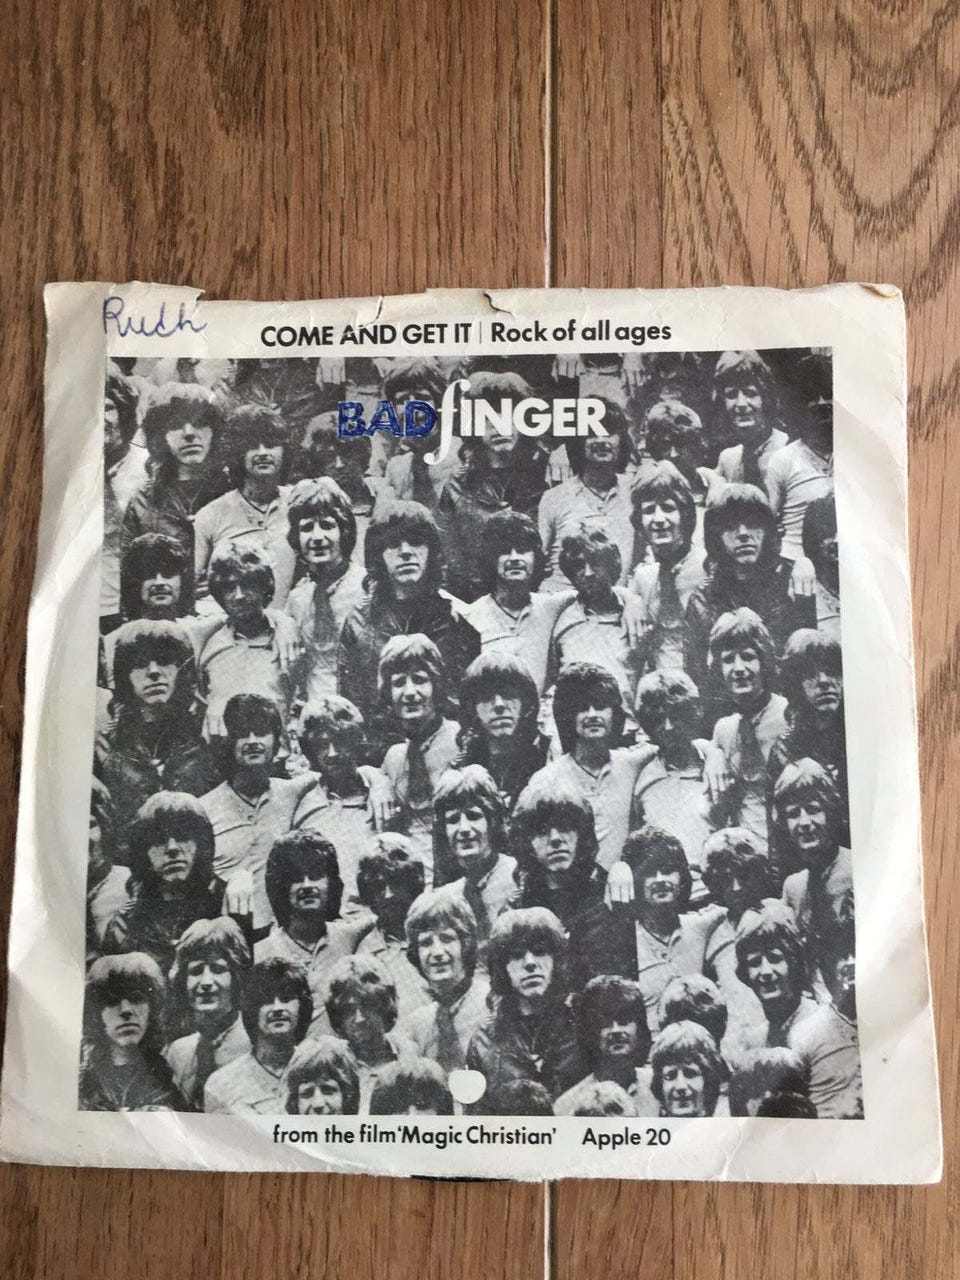 Ruth
COME AND GET IT | Rock of all ages
BADfINGER
from the film 'Magic Christian' Apple 20